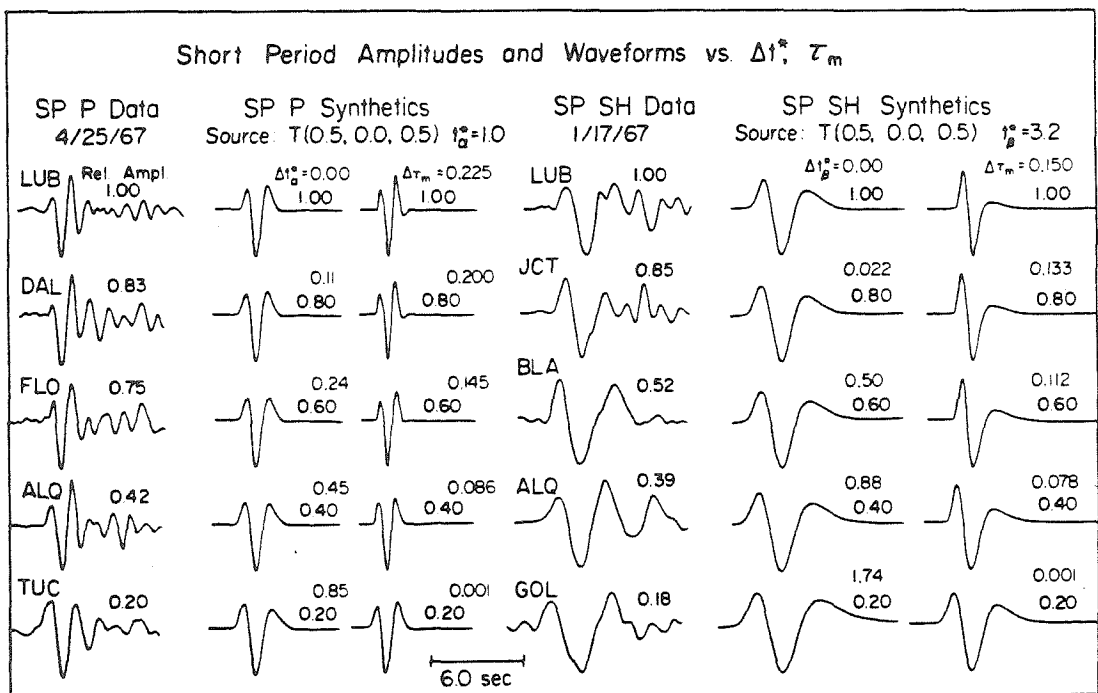 Short Period Amplitudes and Waveforms vs. Δt*, τm
SP P Data
4/25/67
SP P Synthetics
Source: T(0.5, 0.0, 0.5) t*α=1.0
SP SH Data
1/17/67
SP SH Synthetics
Source: T(0.5, 0.0, 0.5) t*β=3.2
LUB Rel. Ampl. Δt*α=0.00 Δτm=0.225 LUB 1.00 Δt*β=0.00 Δτm=0.150
1.00 1.00 1.00 1.00 1.00
DAL 0.83 0.11 0.200 JCT 0.85 0.022 0.133
0.80 0.80 0.80 0.80
FLO 0.75 0.24 0.145 BLA 0.52 0.50 0.112
0.60 0.60 0.60 0.60
ALQ 0.42 0.45 0.086 ALQ 0.39 0.88 0.078
0.40 0.40 0.40 0.40
TUC 0.20 0.85 0.001 GOL 0.18 1.74 0.001
0.20 0.20 0.20 0.20
6.0 sec